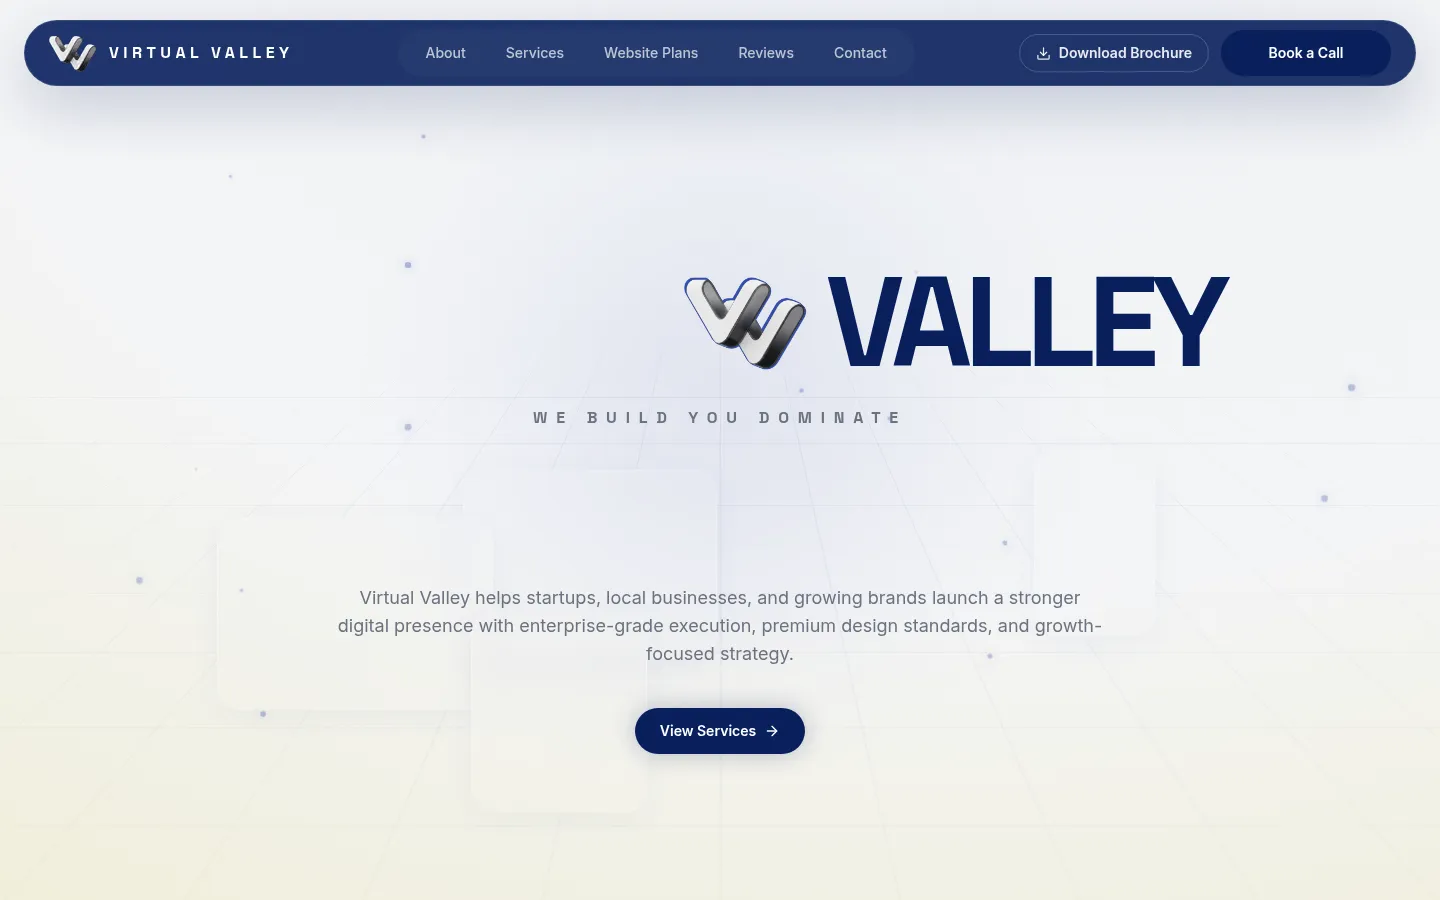 VIRTUAL VALLEY
About
Services
Website Plans
Reviews
Contact
Download Brochure
Book a Call
VALLEY
WE BUILD YOU DOMINATE
Virtual Valley helps startups, local businesses, and growing brands launch a stronger
digital presence with enterprise-grade execution, premium design standards, and growth-
focused strategy.
View Services